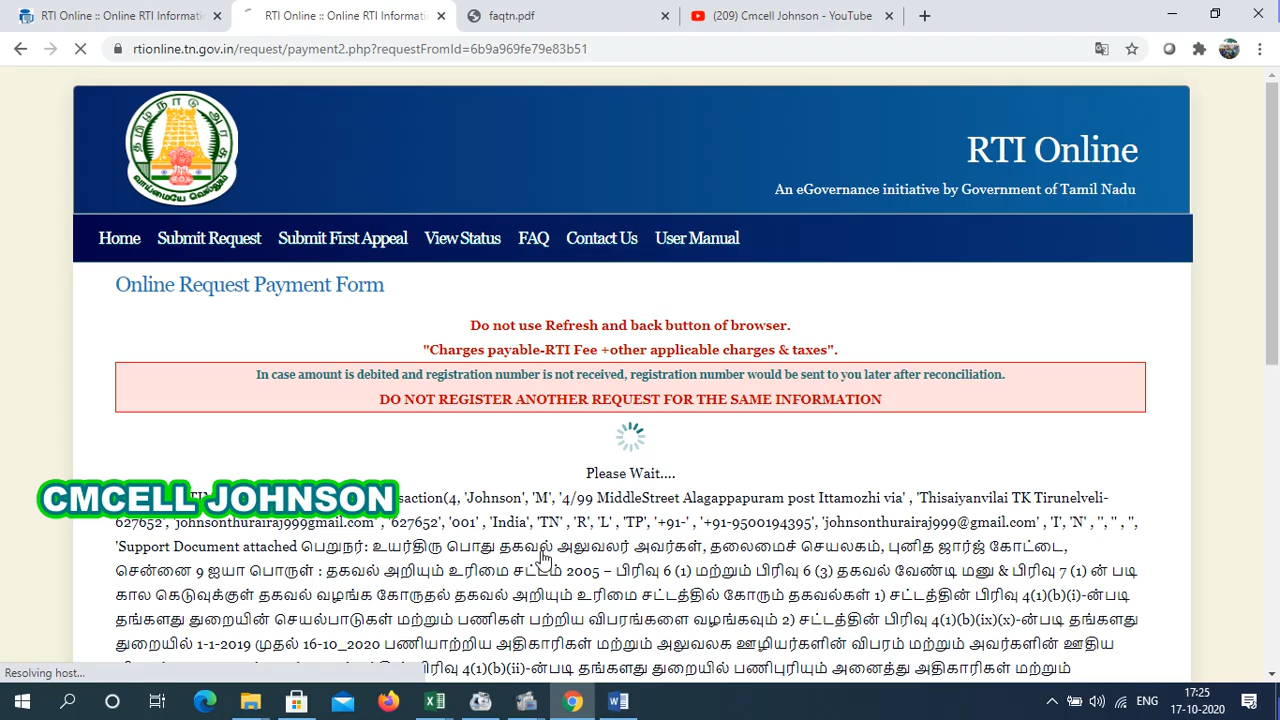 RTI Online :: Online RTI Informati
RTI Online :: Online RTI Informati
faqtn.pdf
(209) Cmcell Johnson - YouTube
rtionline.tn.gov.in/request/payment2.php?requestFromId=6b9a969fe79e83b51
தமிழ் நாடு அரசு
வாய்மையே வெல்லும்
RTI Online
An eGovernance initiative by Government of Tamil Nadu
Home Submit Request Submit First Appeal View Status FAQ Contact Us User Manual
Online Request Payment Form
Do not use Refresh and back button of browser.
"Charges payable-RTI Fee +other applicable charges & taxes".
In case amount is debited and registration number is not received, registration number would be sent to you later after reconciliation.
DO NOT REGISTER ANOTHER REQUEST FOR THE SAME INFORMATION
Please Wait....
CMCELL JOHNSON
saction(4, 'Johnson', 'M', '4/99 MiddleStreet Alagappapuram post Ittamozhi via' , 'Thisaiyanvilai TK Tirunelveli-
627652', 'johnsonthurairaj999gmail.com' , '627652', '001' , 'India', 'TN' , 'R', 'L' , 'TP', '+91-' , '+91-9500194395', 'johnsonthurairaj999@gmail.com' , 'I', 'N' , '', '' , '',
'Support Document attached பெறுநர்: உயர்திரு பொது தகவல் அலுவலர் அவர்கள், தலைமைச் செயலகம், புனித ஜார்ஜ் கோட்டை,
சென்னை 9 ஐயா பொருள் : தகவல் அறியும் உரிமை சட்டம் 2005 – பிரிவு 6 (1) மற்றும் பிரிவு 6 (3) தகவல் வேண்டி மனு & பிரிவு 7 (1) ன் படி
கால கெடுவுக்குள் தகவல் வழங்க கோருதல் தகவல் அறியும் உரிமை சட்டத்தில் கோரும் தகவல்கள் 1) சட்டத்தின் பிரிவு 4(1)(b)(i)-ன்படி
தங்களது துறையின் செயல்பாடுகள் மற்றும் பணிகள் பற்றிய விபரங்களை வழங்கவும் 2) சட்டத்தின் பிரிவு 4(1)(b)(ix)(x)-ன்படி தங்களது
துறையில் 1-1-2019 முதல் 16-10_2020 பணியாற்றிய அதிகாரிகள் மற்றும் அலுவலக ஊழியர்களின் விபரம் மற்றும் அவர்களின் ஊதிய
பிரிவு 4(1)(b)(ii)-ன்படி தங்களது துறையில் பணிபுரியும் அனைத்து அதிகாரிகள் மற்றும்
Resolving host...
ENG
17:25
17-10-2020